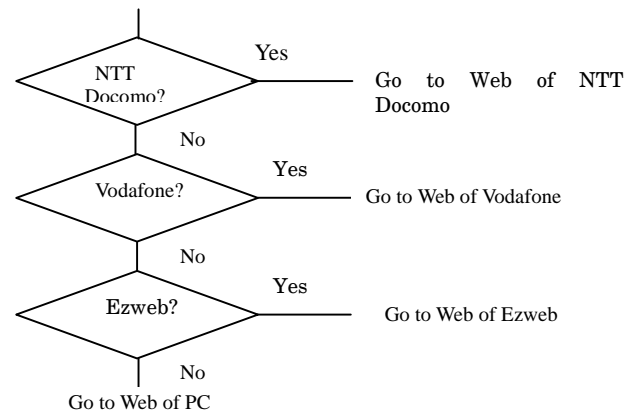 Yes
NTT
Docomo?
Go to Web of NTT
Docomo
No
Yes
Vodafone?
Go to Web of Vodafone
No
Yes
Ezweb?
Go to Web of Ezweb
No
Go to Web of PC